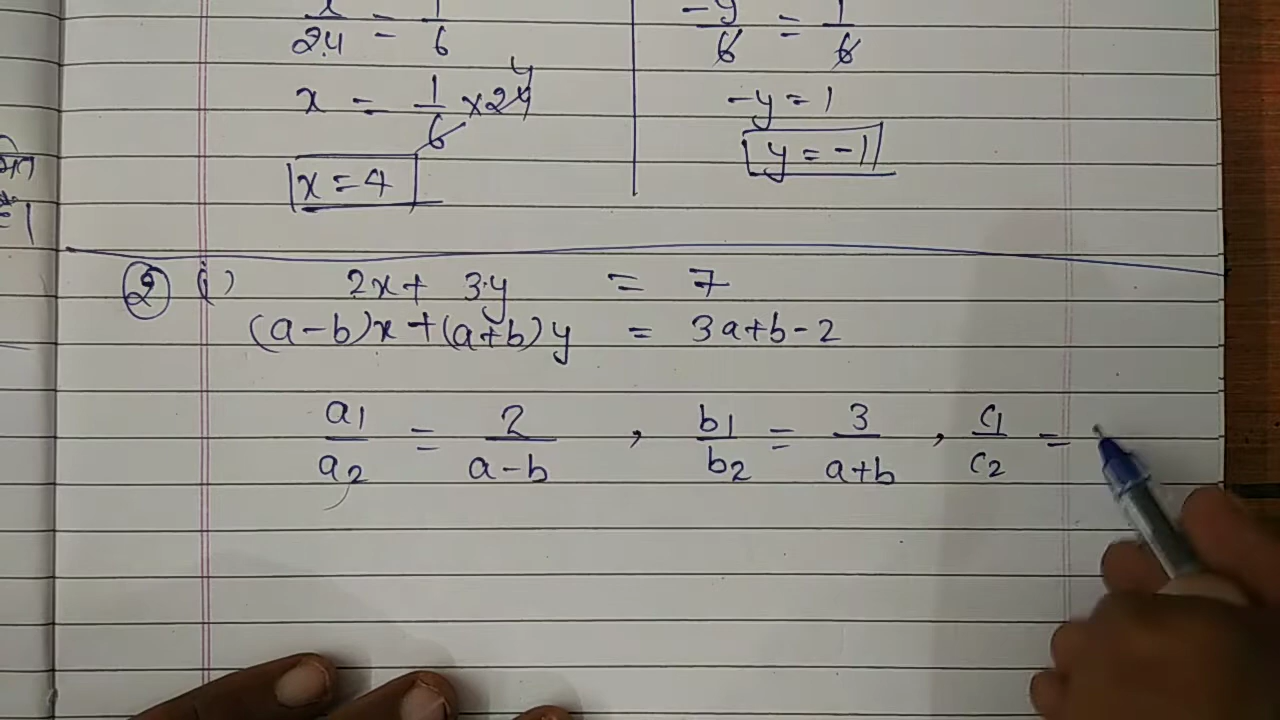 x/24 = 1/6
x = 1/6 × 24 4
x = 4
-y/6 = 1/6
-y = 1
y = -1
② (i) 2x + 3y = 7
(a-b)x + (a+b)y = 3a+b-2
a1/a2 = 2/a-b , b1/b2 = 3/a+b , c1/c2 =